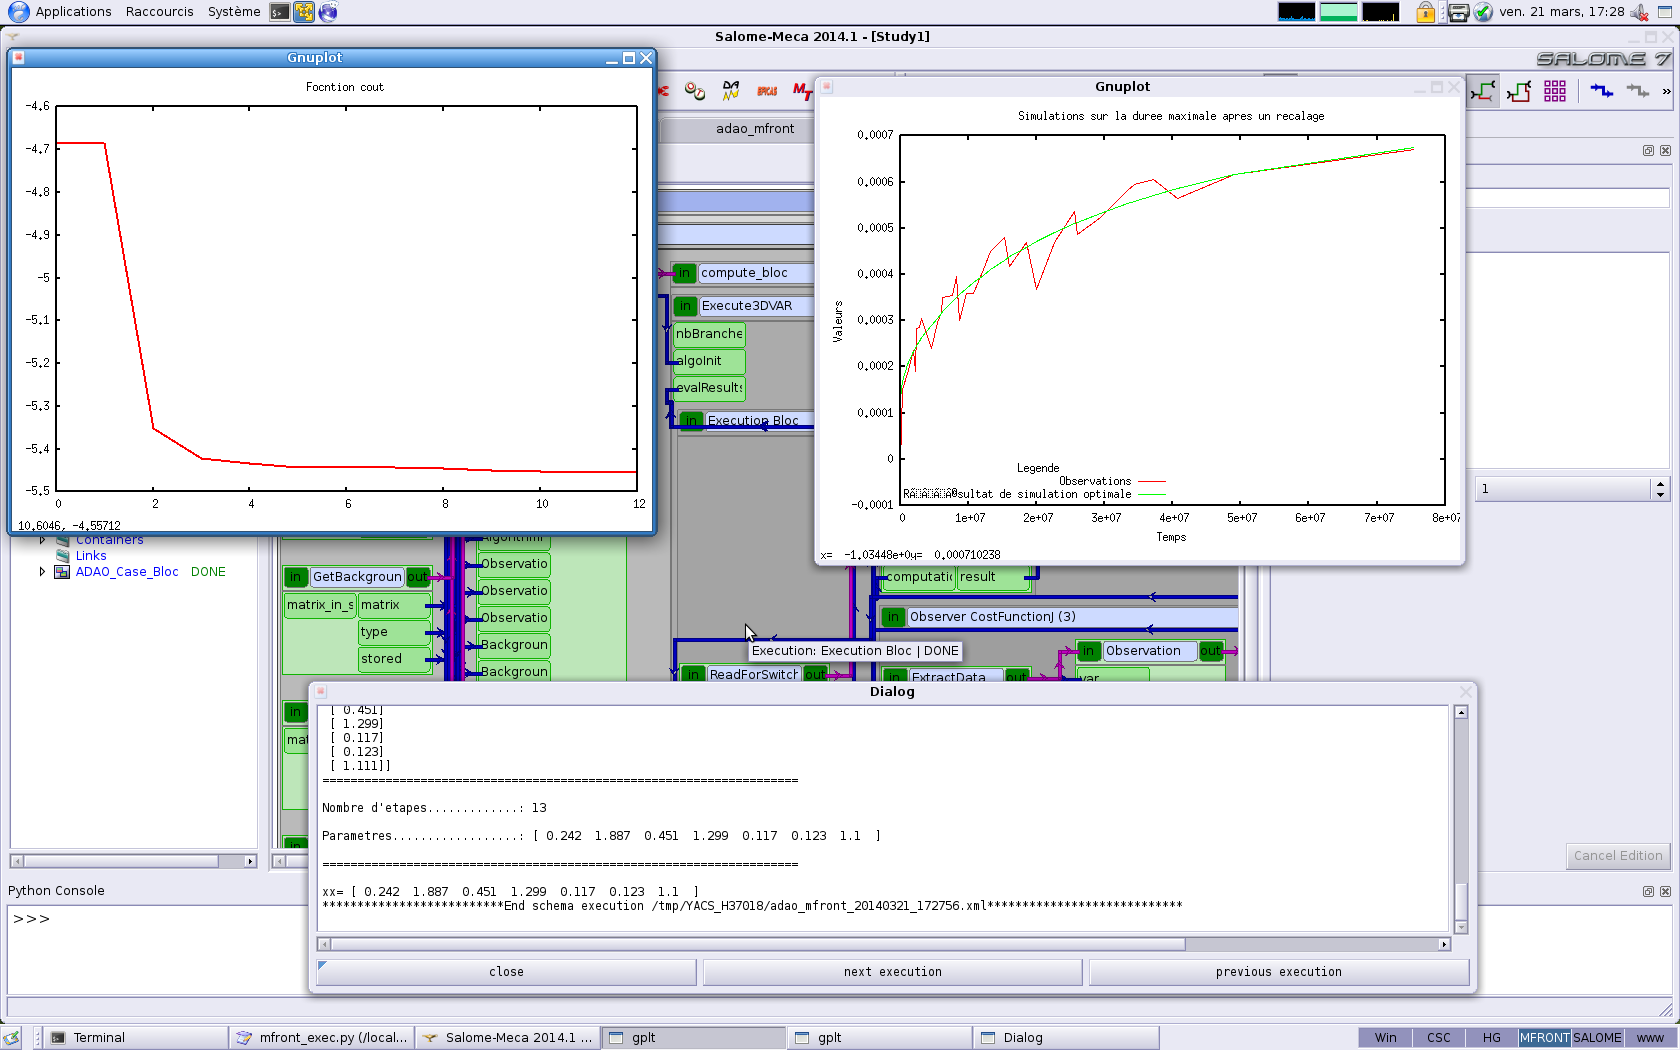 Applications Raccourcis Système
ven. 21 mars, 17:28
Salome-Meca 2014.1 - [Study1]
SALOME 7
Gnuplot
Focntion cout
-4.6
-4.7
-4.8
-4.9
-5
-5.1
-5.2
-5.3
-5.4
-5.5
0 2 4 6 8 10 12
10.6046, -4.55712
EFICAS
adao_mfront
Gnuplot
Simulations sur la duree maximale apres un recalage
0.0007
0.0006
0.0005
0.0004
0.0003
0.0002
0.0001
0
-0.0001
Valeurs
Legende
Observations
sultat de simulation optimale
0 1e+07 2e+07 3e+07 4e+07 5e+07 6e+07 7e+07 8e+07
Temps
x= -1.03448e+0y= 0.000710238
in compute_bloc
in Execute3DVAR
nbBranche
algoInit
evalResults
in Execution Bloc
1
Containers
Links
ADAO_Case_Bloc DONE
in GetBackgroun out
matrix_in_s matrix
type
stored
in
mat
in
Algorithm
Observatio
Observatio
Observatio
Backgroun
Backgroun
computatic result
in Observer CostFunctionJ (3)
in Observation out
Execution: Execution Bloc | DONE
in ReadForSwitch out
in ExtractData out var
Cancel Edition
Python Console
>>>
Dialog
[ 0.451]
[ 1.299]
[ 0.117]
[ 0.123]
[ 1.111]]
====================================================================
Nombre d'etapes.............: 13
Parametres..................: [ 0.242 1.887 0.451 1.299 0.117 0.123 1.1 ]
====================================================================
xx= [ 0.242 1.887 0.451 1.299 0.117 0.123 1.1 ]
**************************End schema execution /tmp/YACS_H37018/adao_mfront_20140321_172756.xml****************************
close next execution previous execution
Terminal mfront_exec.py (/local... Salome-Meca 2014.1 ... gplt gplt Dialog Win CSC HG MFRONT SALOME www